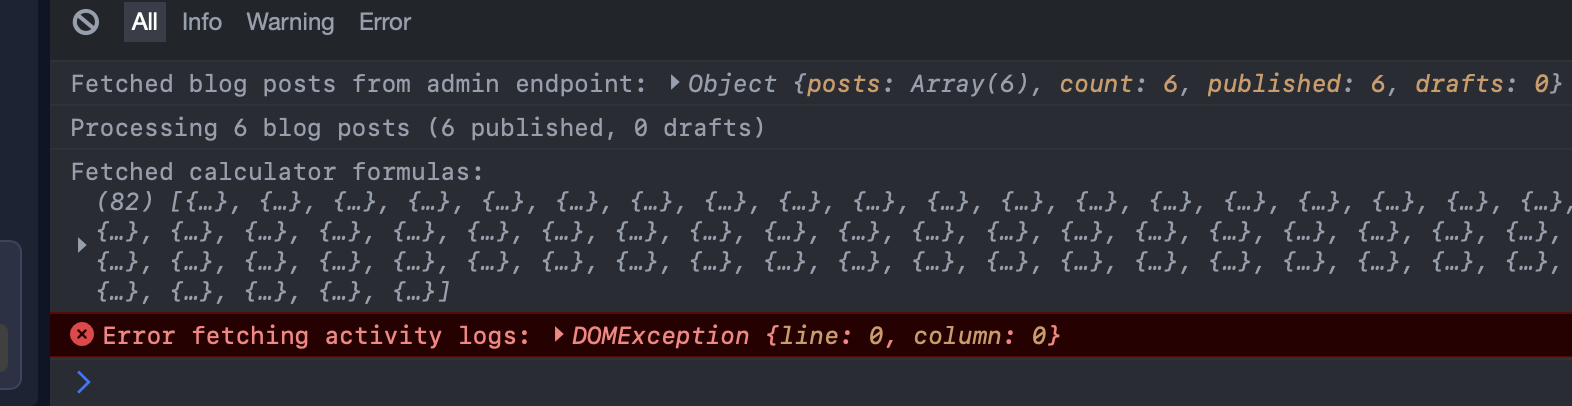 All Info Warning Error
Fetched blog posts from admin endpoint: Object {posts: Array(6), count: 6, published: 6, drafts: 0}
Processing 6 blog posts (6 published, 0 drafts)
Fetched calculator formulas:
(82) [{…}, {…}, {…}, {…}, {…}, {…}, {…}, {…}, {…}, {…}, {…}, {…}, {…}, {…}, {…}, {…}, {…}, {…}, {…},
{…}, {…}, {…}, {…}, {…}, {…}, {…}, {…}, {…}, {…}, {…}, {…}, {…}, {…}, {…}, {…}, {…}, {…}, {…}, {…},
{…}, {…}, {…}, {…}, {…}, {…}, {…}, {…}, {…}, {…}, {…}, {…}, {…}, {…}, {…}, {…}, {…}, {…}, {…}, {…},
{…}, {…}, {…}, {…}, {…}]
Error fetching activity logs: DOMException {line: 0, column: 0}